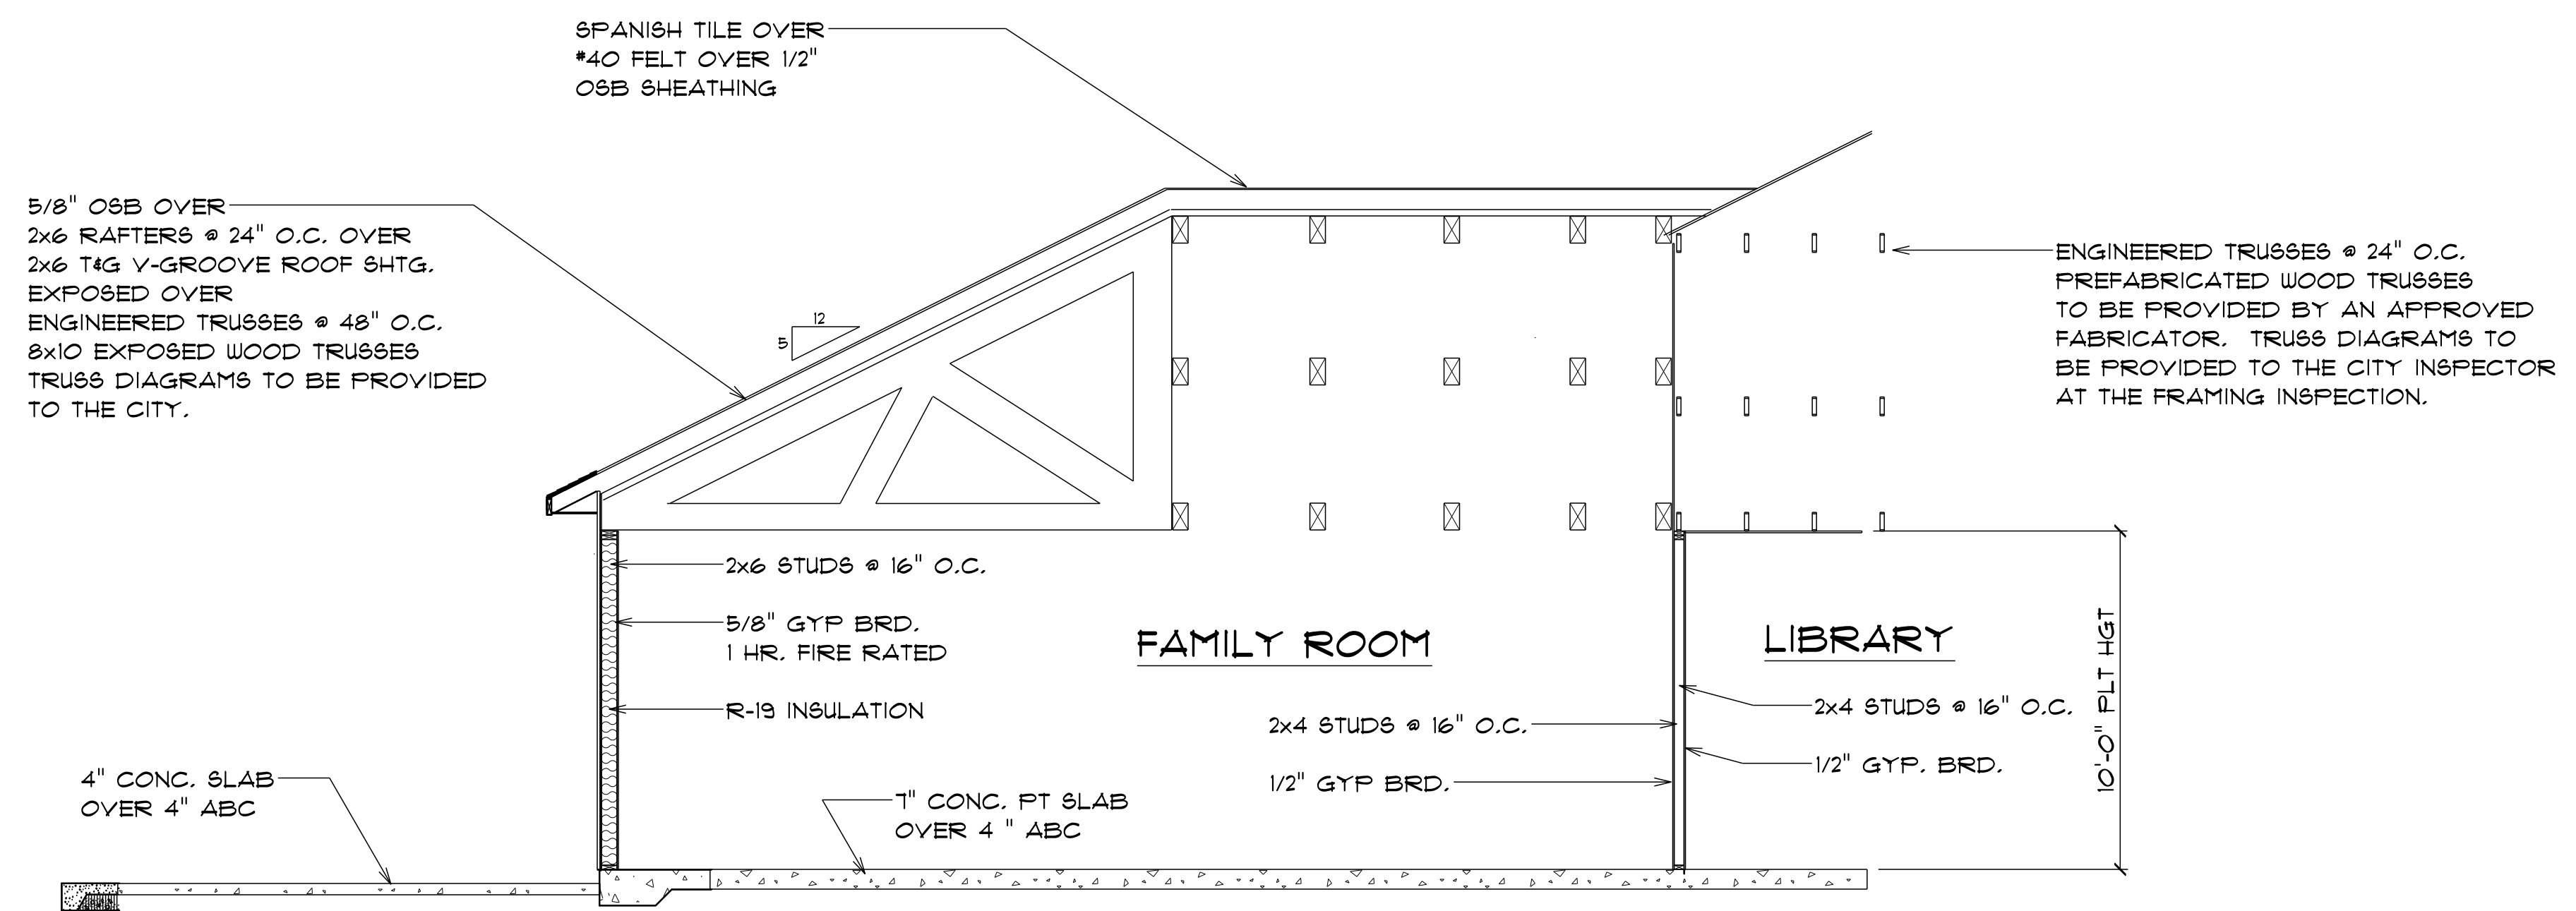 SPANISH TILE OVER
#40 FELT OVER 1/2"
OSB SHEATHING
5/8" OSB OVER
2x6 RAFTERS @ 24" O.C. OVER
2x6 T&G V-GROOVE ROOF SHTG.
EXPOSED OVER
ENGINEERED TRUSSES @ 48" O.C.
8x10 EXPOSED WOOD TRUSSES
TRUSS DIAGRAMS TO BE PROVIDED
TO THE CITY.
12
5
ENGINEERED TRUSSES @ 24" O.C.
PREFABRICATED WOOD TRUSSES
TO BE PROVIDED BY AN APPROVED
FABRICATOR. TRUSS DIAGRAMS TO
BE PROVIDED TO THE CITY INSPECTOR
AT THE FRAMING INSPECTION.
2x6 STUDS @ 16" O.C.
5/8" GYP BRD.
1 HR. FIRE RATED
R-19 INSULATION
FAMILY ROOM
LIBRARY
2x4 STUDS @ 16" O.C.
1/2" GYP BRD.
2x4 STUDS @ 16" O.C.
1/2" GYP. BRD.
10'-0" PLT HGT
4" CONC. SLAB
OVER 4" ABC
7" CONC. PT SLAB
OVER 4 " ABC